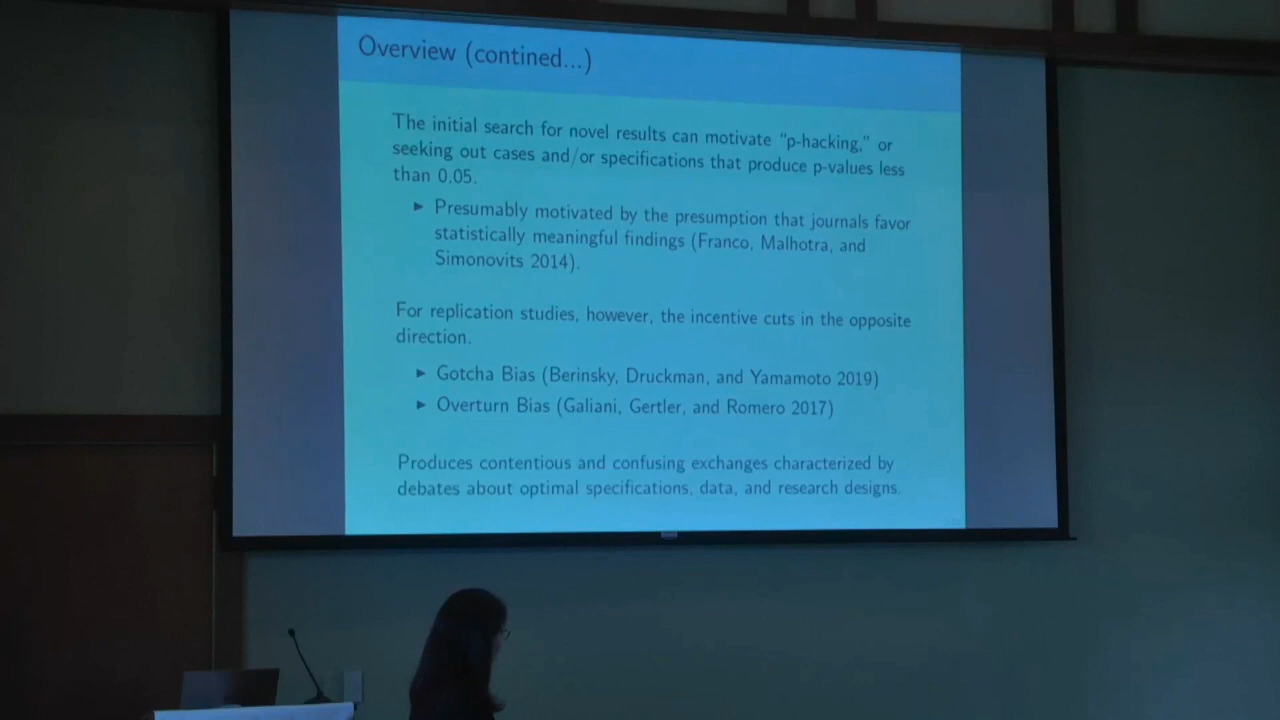 Overview (contined...)
The initial search for novel results can motivate “p-hacking,” or
seeking out cases and/or specifications that produce p-values less
than 0.05.
▶ Presumably motivated by the presumption that journals favor
statistically meaningful findings (Franco, Malhotra, and
Simonovits 2014).
For replication studies, however, the incentive cuts in the opposite
direction.
▶ Gotcha Bias (Berinsky, Druckman, and Yamamoto 2019)
▶ Overturn Bias (Galiani, Gertler, and Romero 2017)
Produces contentious and confusing exchanges characterized by
debates about optimal specifications, data, and research designs.